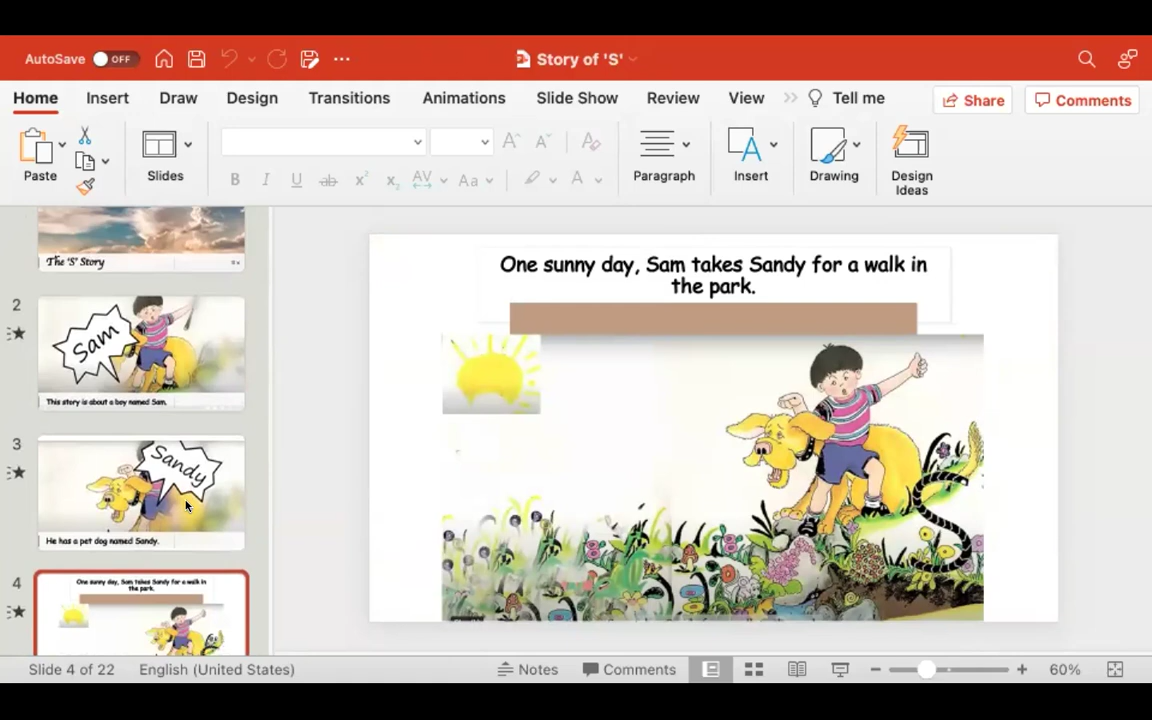 AutoSave OFF
Story of 'S'
Home Insert Draw Design Transitions Animations Slide Show Review View Tell me Share Comments
Paste Slides Paragraph Insert Drawing Design
Ideas
The 'S' Story
2
Sam
This story is about a boy named Sam.
3
Sandy
He has a pet dog named Sandy.
4
One sunny day, Sam takes Sandy for a walk in
the park.
One sunny day, Sam takes Sandy for a walk in
the park.
Slide 4 of 22 English (United States) Notes Comments 60%